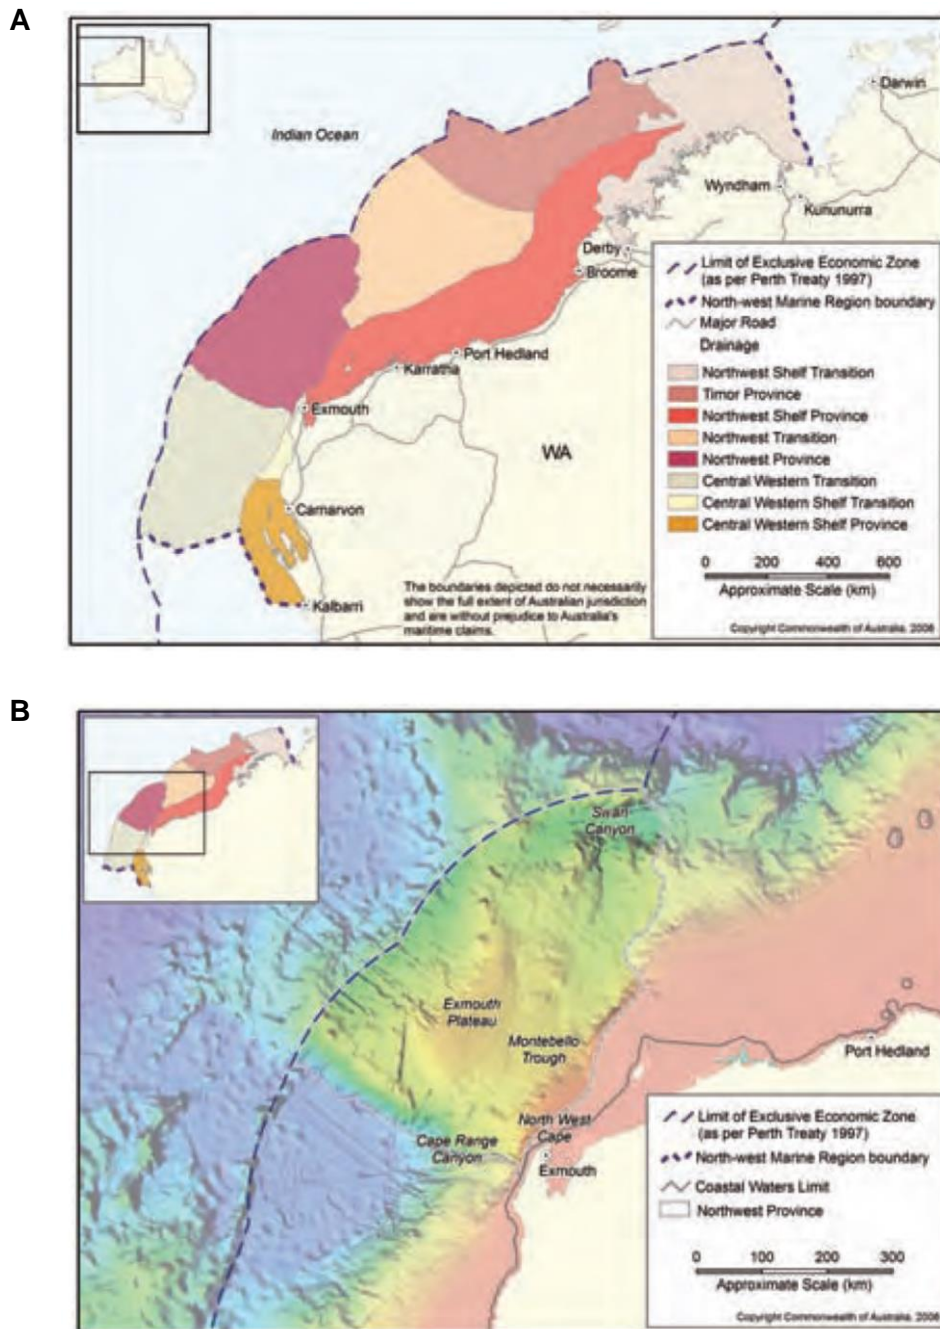 A
Indian Ocean
Darwin
Wyndham
Kununurra
Derby
Broome
Port Hedland
Karratha
Exmouth
WA
Carnarvon
Kalbarri
Limit of Exclusive Economic Zone
(as per Perth Treaty 1997)
North-west Marine Region boundary
Major Road
Drainage
Northwest Shelf Transition
Timor Province
Northwest Shelf Province
Northwest Transition
Northwest Province
Central Western Transition
Central Western Shelf Transition
Central Western Shelf Province
0 200 400 600
Approximate Scale (km)
The boundaries depicted do not necessarily
show the full extent of Australian jurisdiction
and are without prejudice to Australia's
maritime claims.
Copyright Commonwealth of Australia, 2006
B
Swan
Canyon
Exmouth
Plateau
Montebello
Trough
Port Hedland
North West
Cape
Cape Range
Canyon
Exmouth
Limit of Exclusive Economic Zone
(as per Perth Treaty 1997)
North-west Marine Region boundary
Coastal Waters Limit
Northwest Province
0 100 200 300
Approximate Scale (km)
Copyright Commonwealth of Australia, 2006